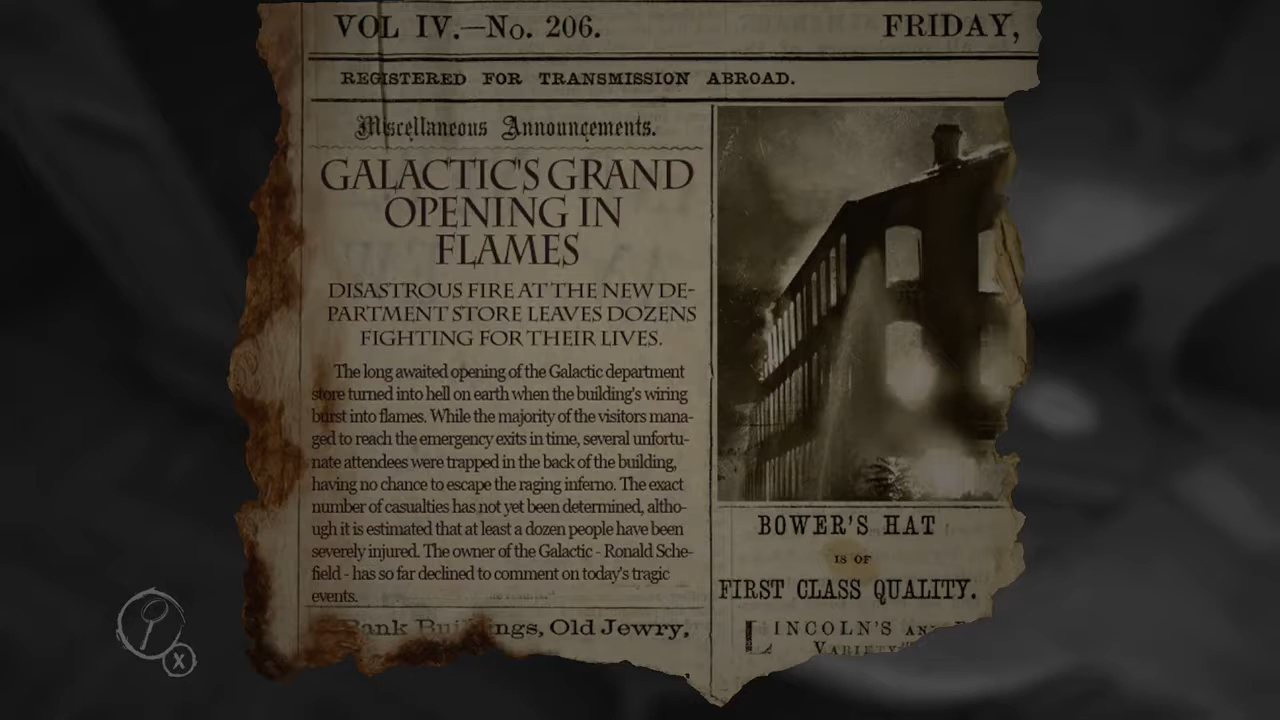 VOL IV.—No. 206.
FRIDAY,
REGISTERED FOR TRANSMISSION ABROAD.
Miscellaneous Announcements.
GALACTIC'S GRAND
OPENING IN
FLAMES
DISASTROUS FIRE AT THE NEW DE-
PARTMENT STORE LEAVES DOZENS
FIGHTING FOR THEIR LIVES.
The long awaited opening of the Galactic department
store turned into hell on earth when the building's wiring
burst into flames. While the majority of the visitors mana-
ged to reach the emergency exits in time, several unfortu-
nate attendees were trapped in the back of the building,
having no chance to escape the raging inferno. The exact
number of casualties has not yet been determined, altho-
ugh it is estimated that at least a dozen people have been
severely injured. The owner of the Galactic - Ronald Sche-
field - has so far declined to comment on today's tragic
events.
Bank Buildings, Old Jewry,
BOWER'S HAT
IS OF
FIRST CLASS QUALITY.
LINCOLN'S
X